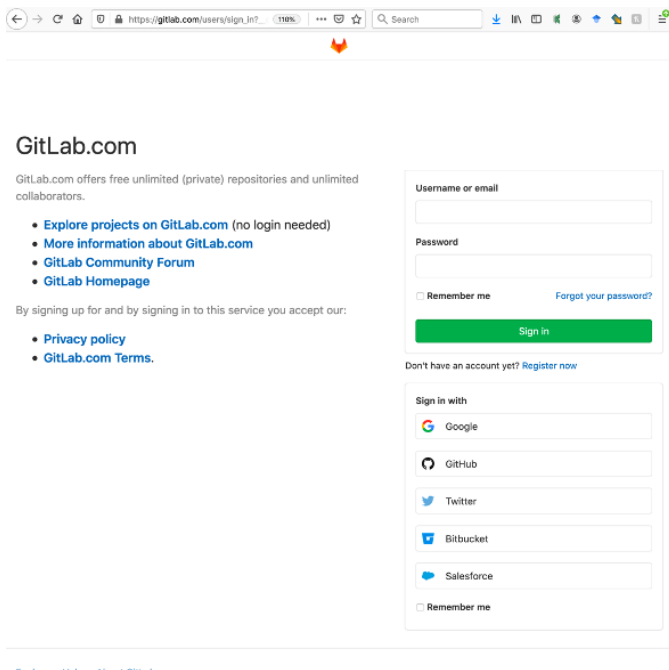 https://gitlab.com/users/sign_in?_
110%
Search
GitLab.com
GitLab.com offers free unlimited (private) repositories and unlimited
collaborators.
Explore projects on GitLab.com (no login needed)
More information about GitLab.com
GitLab Community Forum
GitLab Homepage
By signing up for and by signing in to this service you accept our:
Privacy policy
GitLab.com Terms.
Username or email
Password
Remember me Forgot your password?
Sign in
Don't have an account yet? Register now
Sign in with
Google
GitHub
Twitter
Bitbucket
Salesforce
Remember me